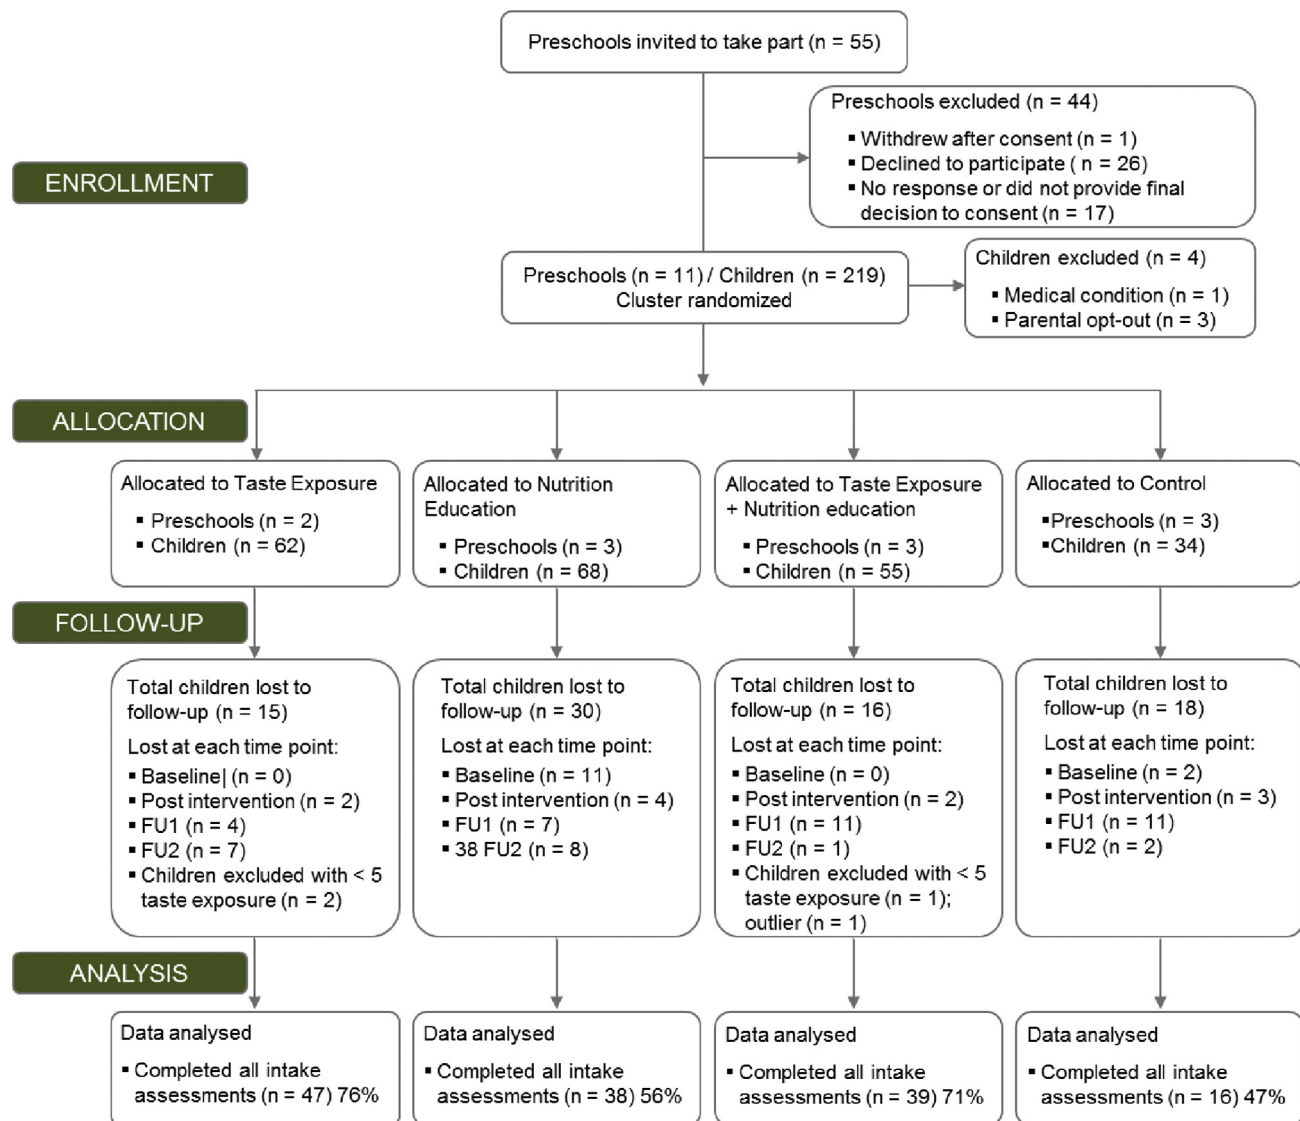 Preschools invited to take part (n = 55)
Preschools excluded (n = 44)
▪ Withdrew after consent (n = 1)
▪ Declined to participate ( n = 26)
▪ No response or did not provide final
decision to consent (n = 17)
ENROLLMENT
Preschools (n = 11) / Children (n = 219)
Cluster randomized
Children excluded (n = 4)
▪ Medical condition (n = 1)
▪ Parental opt-out (n = 3)
ALLOCATION
Allocated to Taste Exposure
▪ Preschools (n = 2)
▪ Children (n = 62)
Allocated to Nutrition
Education
▪ Preschools (n = 3)
▪ Children (n = 68)
Allocated to Taste Exposure
+ Nutrition education
▪ Preschools (n = 3)
▪ Children (n = 55)
Allocated to Control
▪Preschools (n = 3)
▪Children (n = 34)
FOLLOW-UP
Total children lost to
follow-up (n = 15)
Lost at each time point:
▪ Baseline| (n = 0)
▪ Post intervention (n = 2)
▪ FU1 (n = 4)
▪ FU2 (n = 7)
▪ Children excluded with < 5
taste exposure (n = 2)
Total children lost to
follow-up (n = 30)
Lost at each time point:
▪ Baseline (n = 11)
▪ Post intervention (n = 4)
▪ FU1 (n = 7)
▪ 38 FU2 (n = 8)
Total children lost to
follow-up (n = 16)
Lost at each time point:
▪ Baseline (n = 0)
▪ Post intervention (n = 2)
▪ FU1 (n = 11)
▪ FU2 (n = 1)
▪ Children excluded with < 5
taste exposure (n = 1);
outlier (n = 1)
Total children lost to
follow-up (n = 18)
Lost at each time point:
▪ Baseline (n = 2)
▪ Post intervention (n = 3)
▪ FU1 (n = 11)
▪ FU2 (n = 2)
ANALYSIS
Data analysed
▪ Completed all intake
assessments (n = 47) 76%
Data analysed
▪ Completed all intake
assessments (n = 38) 56%
Data analysed
▪ Completed all intake
assessments (n = 39) 71%
Data analysed
▪ Completed all intake
assessments (n = 16) 47%